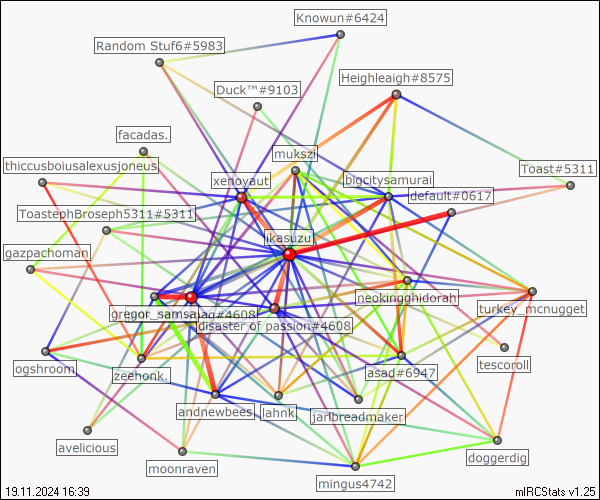 Knowun#6424
Random Stuf6#5983
Heighleigh#8575
Duck™#9103
facadas.
mukszi
thiccusboiusalexusjoneus
Toast#5311
xenoyaut
bigcitysamurai
default#0617
ToastephBroseph5311#5311
ikasuzu
gazpachoman
neokingghidorah
turkey_mcnugget
gregor_samsa
#4608
disaster of passion#4608
tescoroll
ogshroom
zeehonk.
asad#6947
andnewbees
lahnk
jarlbreadmaker
avelicious
doggerdig
moonraven
mingus4742
19.11.2024 16:39
mIRCStats v1.25